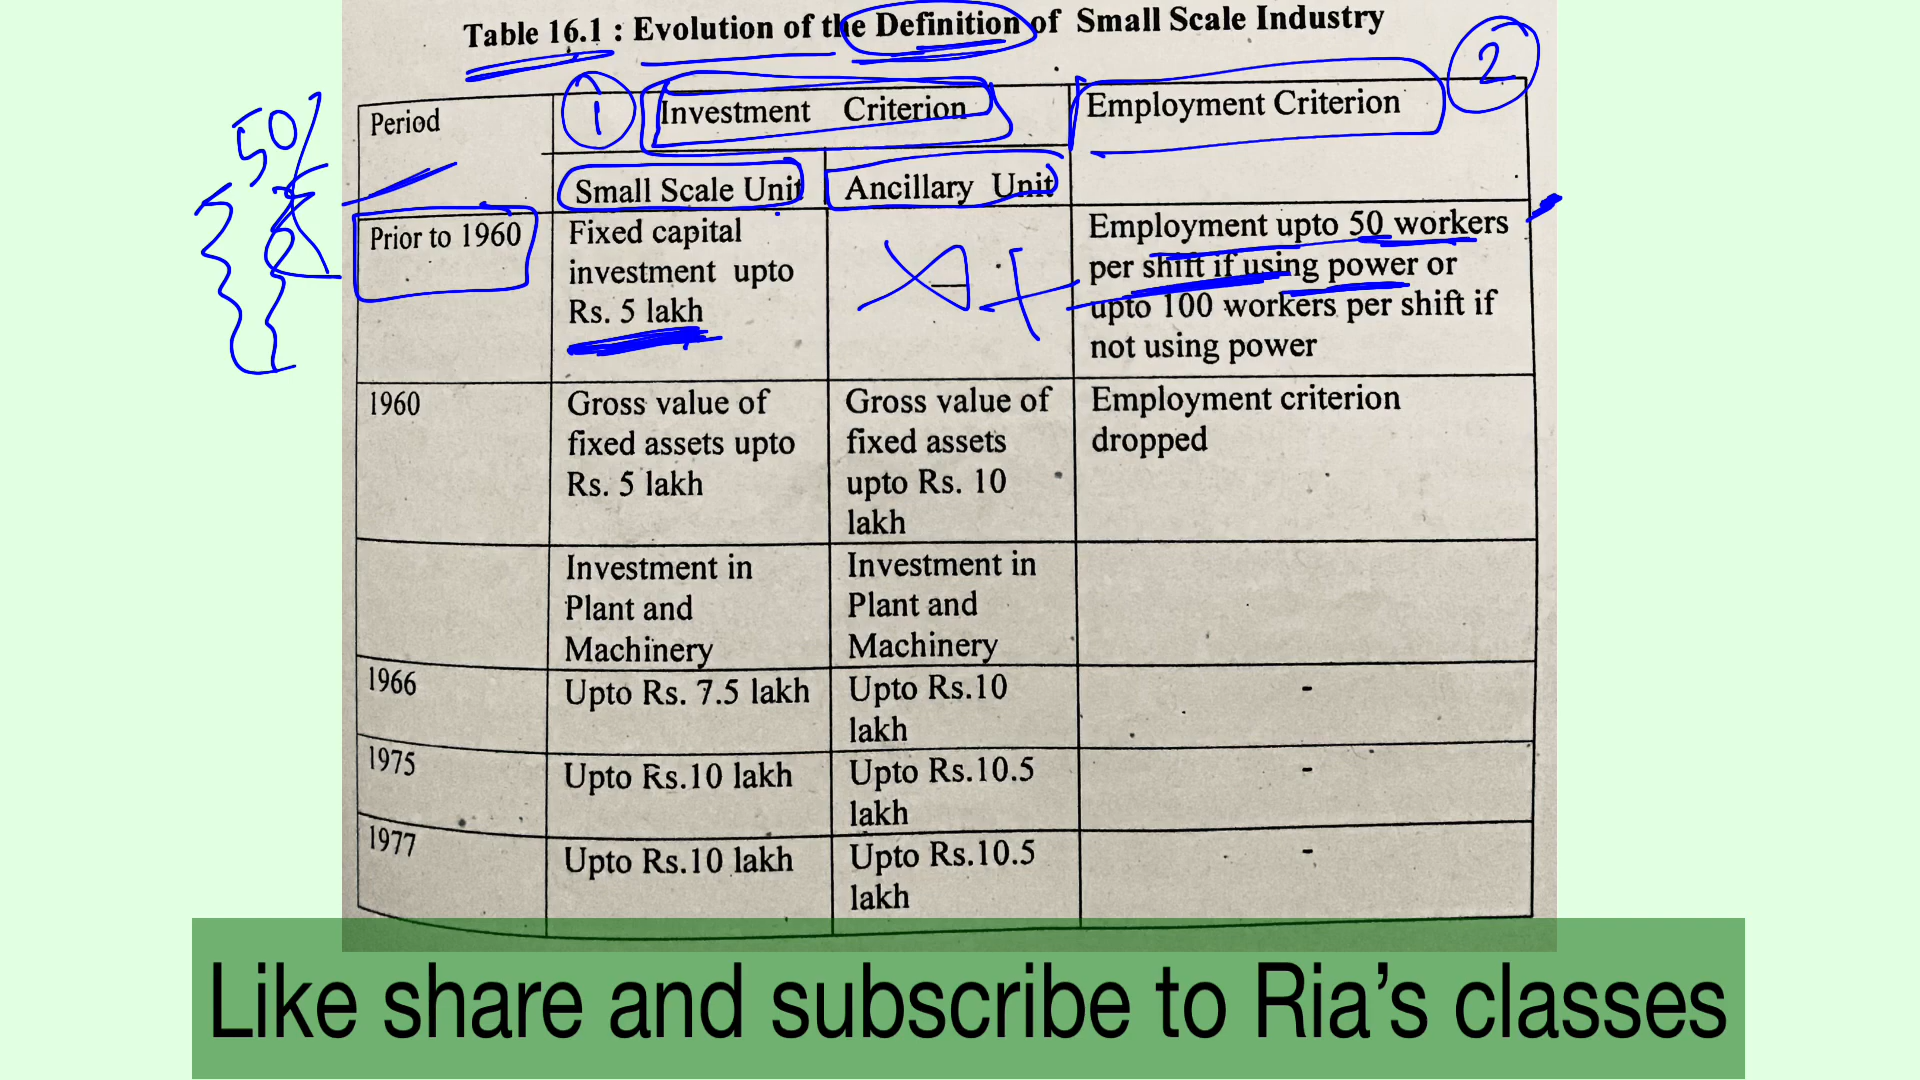 Table 16.1 : Evolution of the Definition of Small Scale Industry
2
50%
Period
1
Investment Criterion
Employment Criterion
Small Scale Unit
Ancillary Unit
Prior to 1960
Fixed capital
investment upto
Rs. 5 lakh
–
Employment upto 50 workers
per shift if using power or
upto 100 workers per shift if
not using power
1960
Gross value of
fixed assets upto
Rs. 5 lakh
Gross value of
fixed assets
upto Rs. 10
lakh
Employment criterion
dropped
Investment in
Plant and
Machinery
Investment in
Plant and
Machinery
1966
Upto Rs. 7.5 lakh
Upto Rs.10
lakh
-
1975
Upto Rs.10 lakh
Upto Rs.10.5
lakh
-
1977
Upto Rs.10 lakh
Upto Rs.10.5
lakh
-
Like share and subscribe to Ria's classes